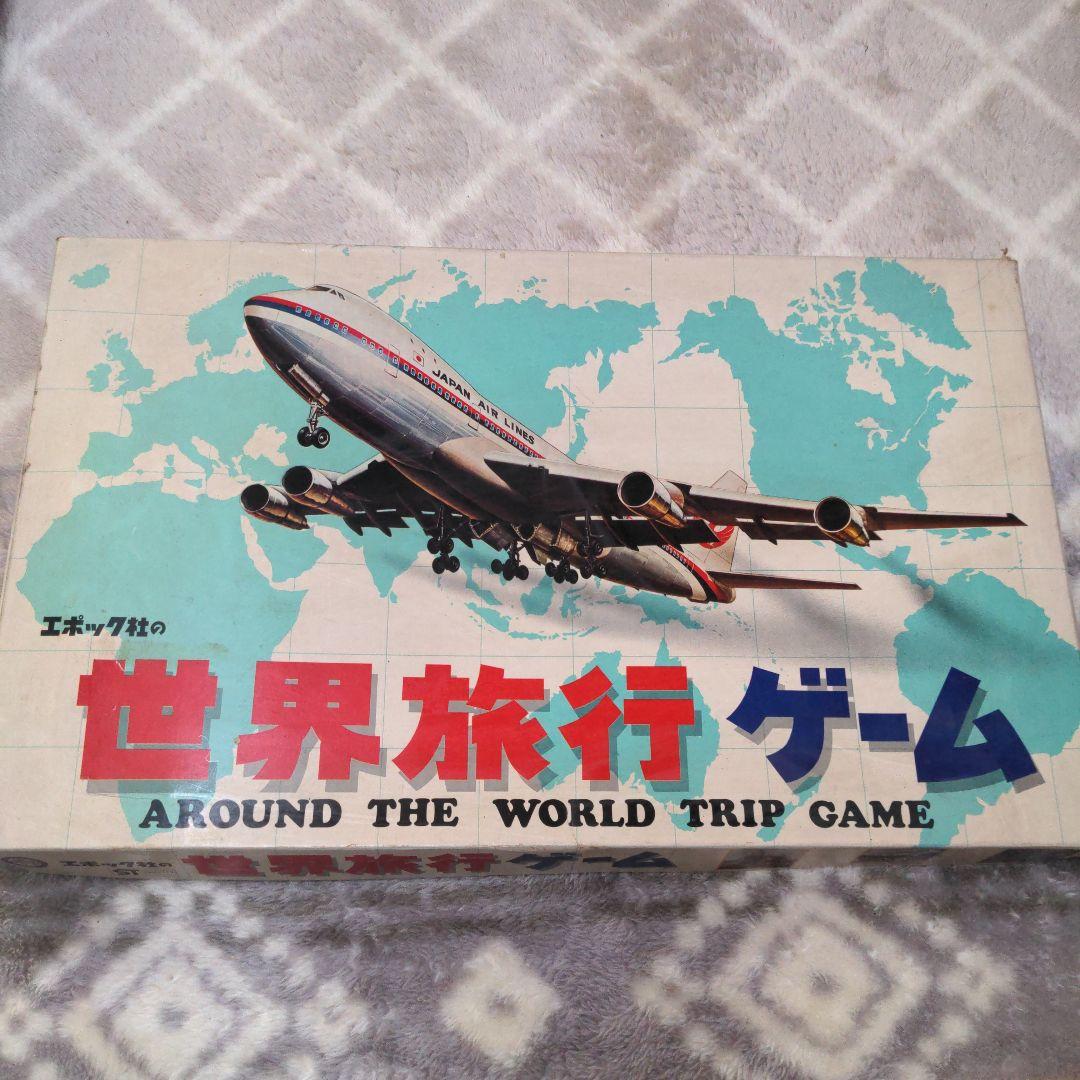 JAPAN AIR LINES
エポック社の
世界旅行ゲーム
AROUND THE WORLD TRIP GAME
エポック社の
世界旅行ゲーム